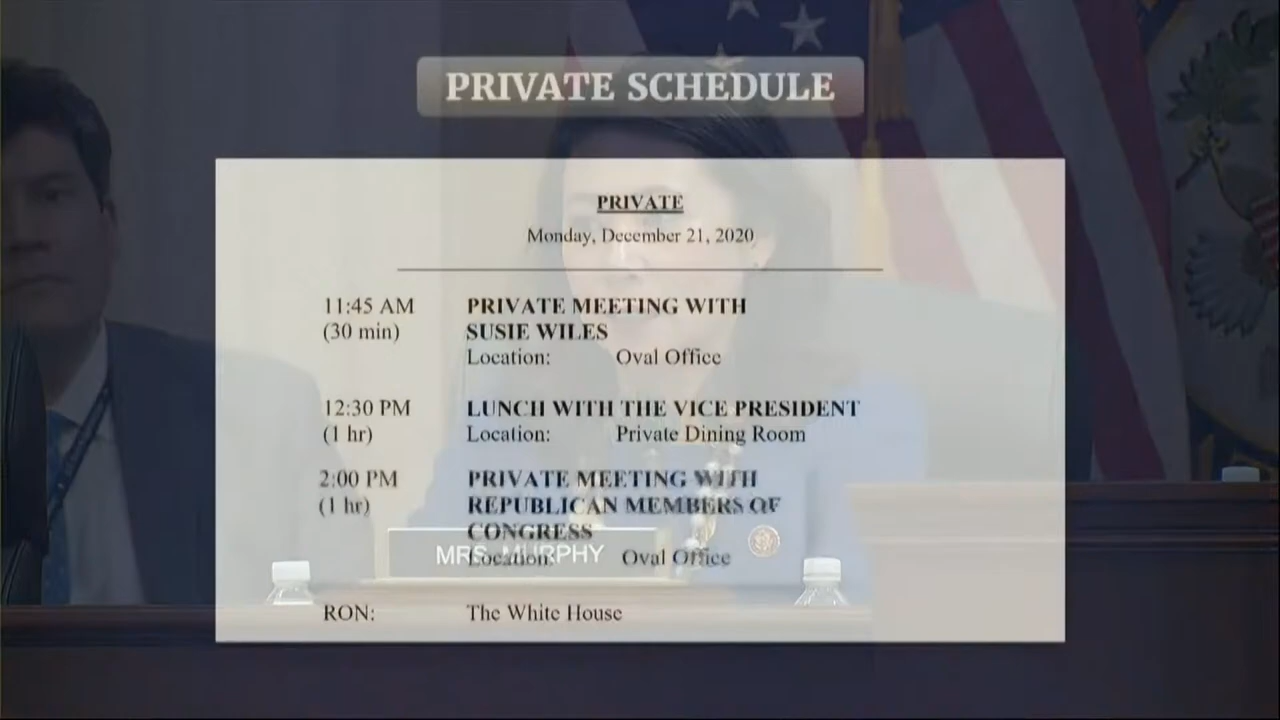 PRIVATE SCHEDULE
PRIVATE
Monday, December 21, 2020
11:45 AM PRIVATE MEETING WITH
(30 min) SUSIE WILES
Location: Oval Office
12:30 PM LUNCH WITH THE VICE PRESIDENT
(1 hr) Location: Private Dining Room
2:00 PM PRIVATE MEETING WITH
(1 hr) REPUBLICAN MEMBERS OF
CONGRESS
MRS. MURPHY
Location: Oval Office
RON: The White House